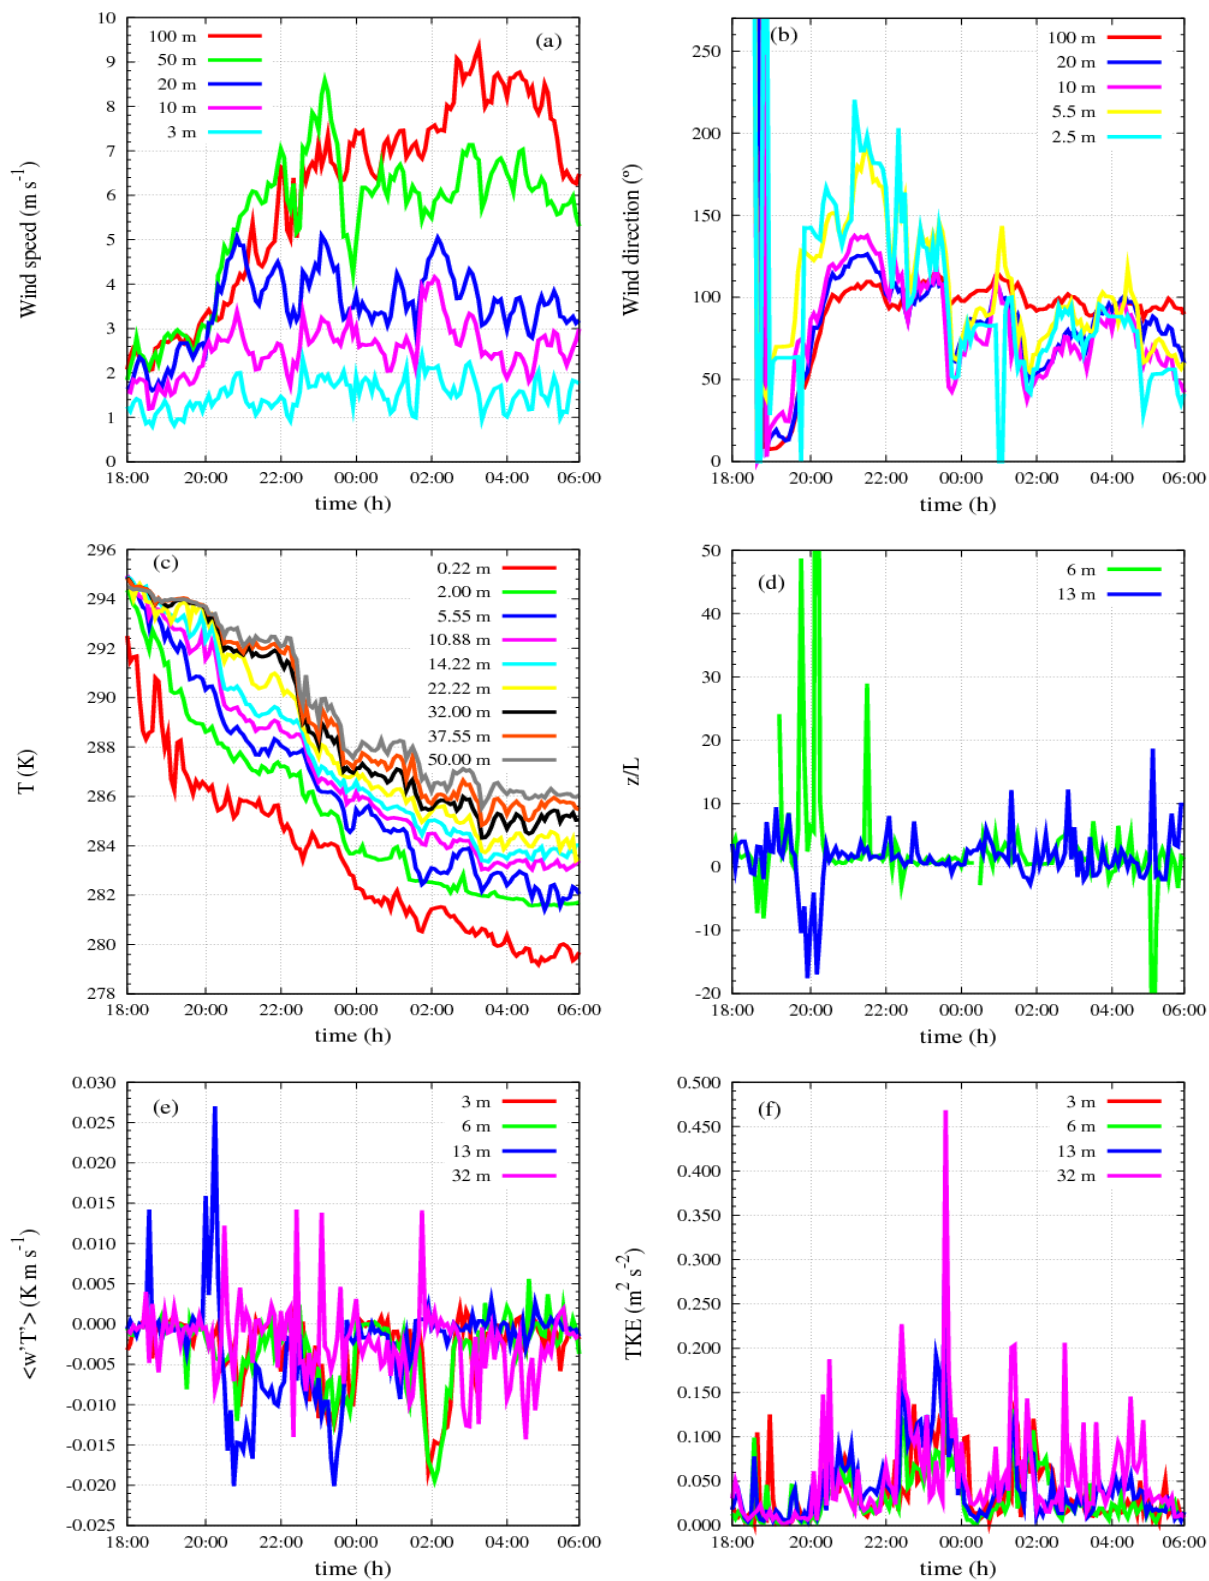 (a)
100 m
50 m
20 m
10 m
3 m
Wind speed (m s-1)
10
9
8
7
6
5
4
3
2
1
0
18:00 20:00 22:00 00:00 02:00 04:00 06:00
time (h)
(b)
100 m
20 m
10 m
5.5 m
2.5 m
Wind direction (º)
250
200
150
100
50
0
18:00 20:00 22:00 00:00 02:00 04:00 06:00
time (h)
(c)
0.22 m
2.00 m
5.55 m
10.88 m
14.22 m
22.22 m
32.00 m
37.55 m
50.00 m
T (K)
296
294
292
290
288
286
284
282
280
278
18:00 20:00 22:00 00:00 02:00 04:00 06:00
time (h)
(d)
6 m
13 m
z/L
50
40
30
20
10
0
-10
-20
18:00 20:00 22:00 00:00 02:00 04:00 06:00
time (h)
(e)
3 m
6 m
13 m
32 m
<w'T'> (K m s-1)
0.030
0.025
0.020
0.015
0.010
0.005
0.000
-0.005
-0.010
-0.015
-0.020
-0.025
18:00 20:00 22:00 00:00 02:00 04:00 06:00
time (h)
(f)
3 m
6 m
13 m
32 m
TKE (m2 s-2)
0.500
0.450
0.400
0.350
0.300
0.250
0.200
0.150
0.100
0.050
0.000
18:00 20:00 22:00 00:00 02:00 04:00 06:00
time (h)